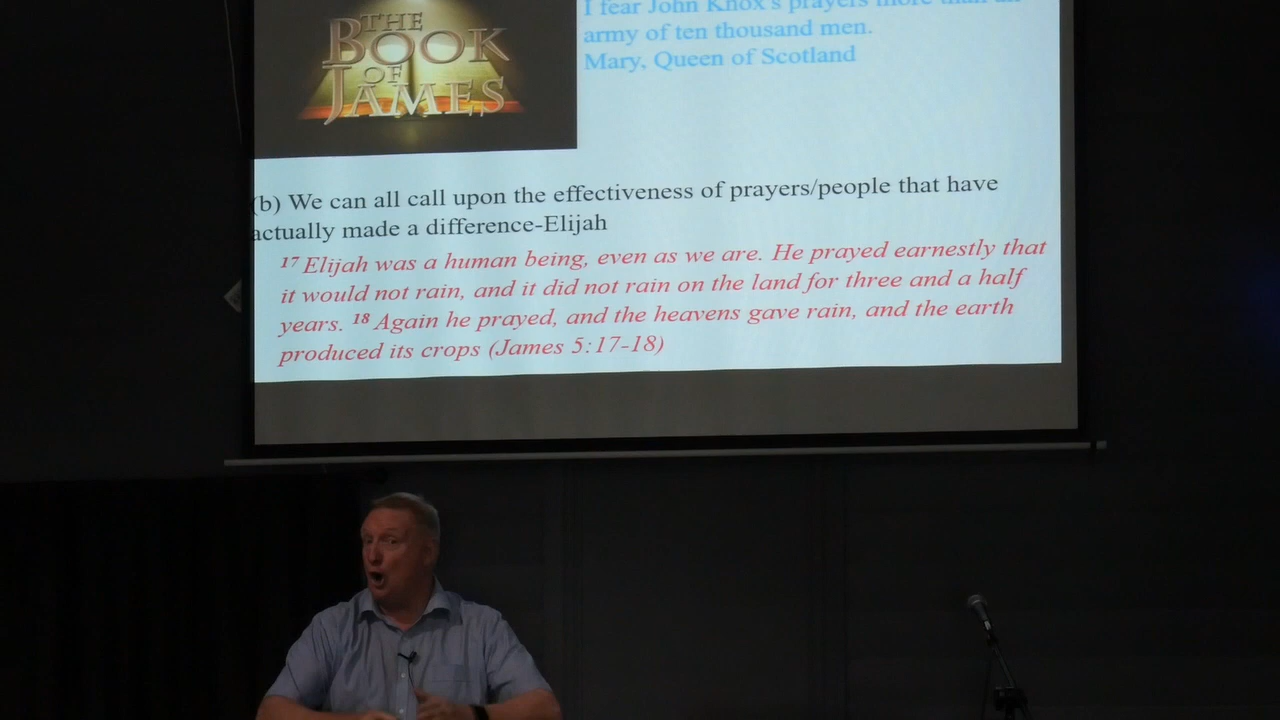 THE
BOOK
OF
JAMES
I fear John Knox's prayers more than an
army of ten thousand men.
Mary, Queen of Scotland
(b) We can all call upon the effectiveness of prayers/people that have
actually made a difference-Elijah
17 Elijah was a human being, even as we are. He prayed earnestly that
it would not rain, and it did not rain on the land for three and a half
years. 18 Again he prayed, and the heavens gave rain, and the earth
produced its crops (James 5:17-18)